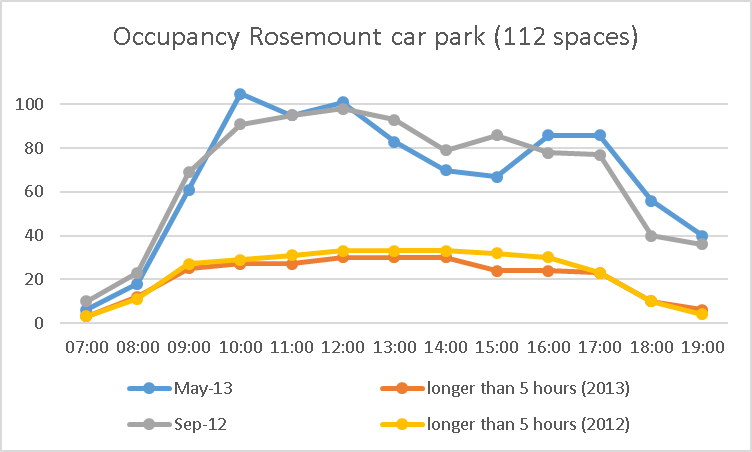 Occupancy Rosemount car park (112 spaces)
100
80
60
40
20
0
07:00 08:00 09:00 10:00 11:00 12:00 13:00 14:00 15:00 16:00 17:00 18:00 19:00
May-13 longer than 5 hours (2013)
Sep-12 longer than 5 hours (2012)